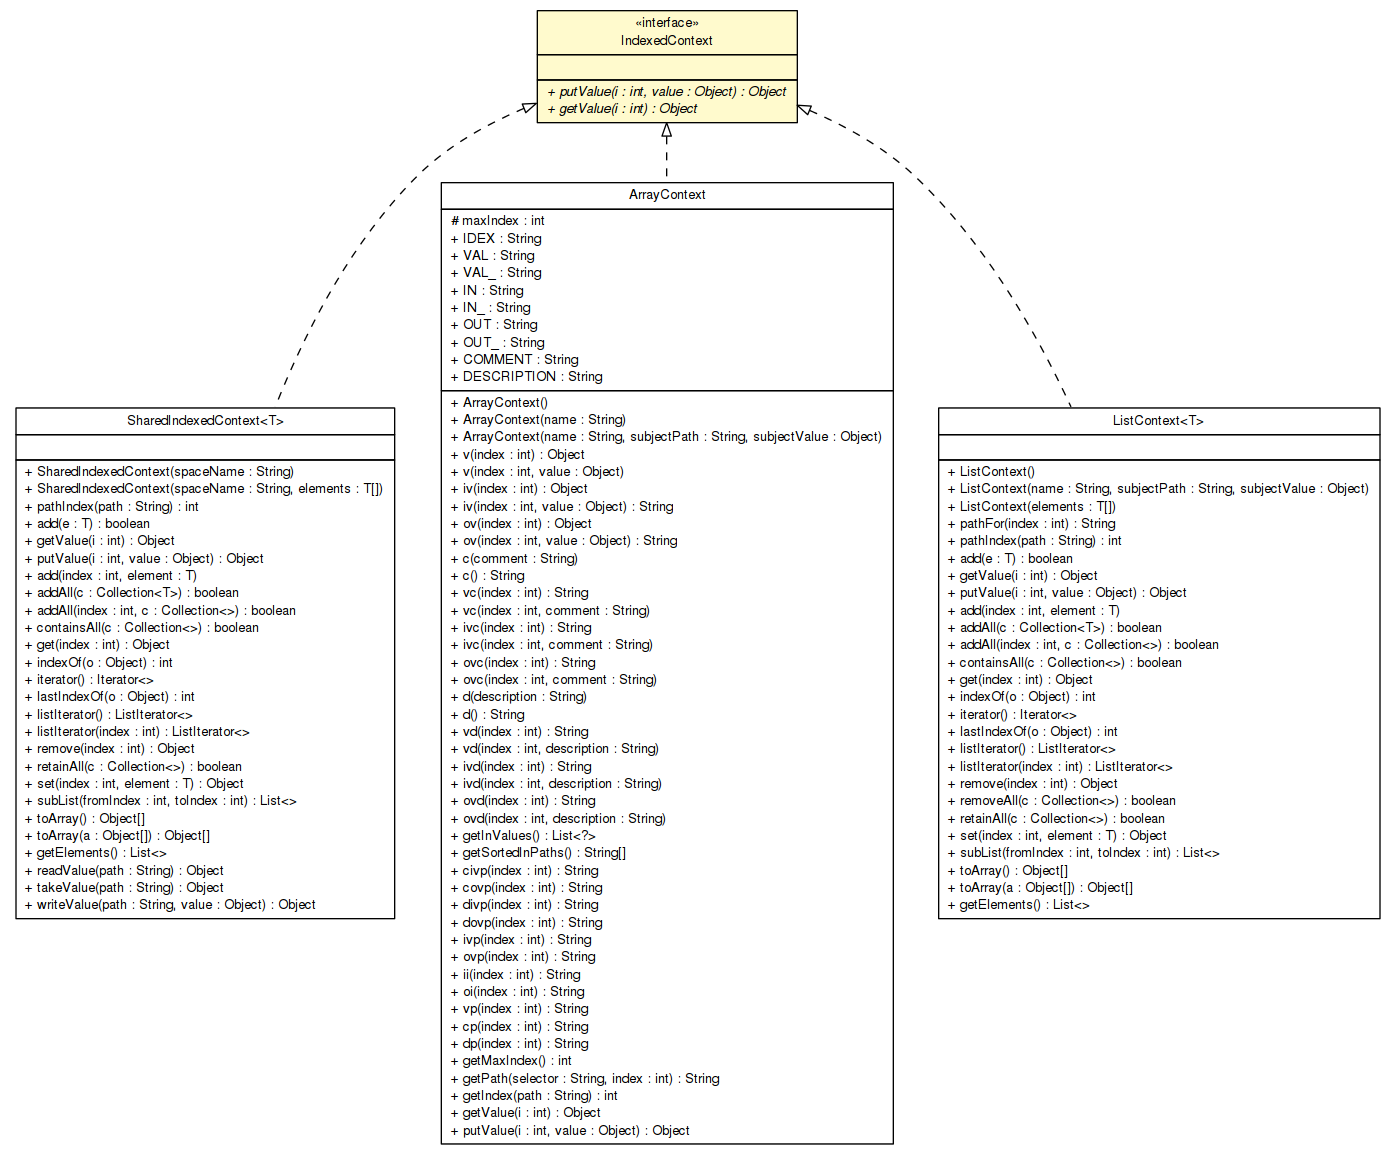 «interface»
IndexedContext
+ putValue(i : int, value : Object) : Object
+ getValue(i : int) : Object
ArrayContext
# maxIndex : int
+ IDEX : String
+ VAL : String
+ VAL_ : String
+ IN : String
+ IN_ : String
+ OUT : String
+ OUT_ : String
+ COMMENT : String
+ DESCRIPTION : String
+ ArrayContext()
+ ArrayContext(name : String)
+ ArrayContext(name : String, subjectPath : String, subjectValue : Object)
+ v(index : int) : Object
+ v(index : int, value : Object)
+ iv(index : int) : Object
+ iv(index : int, value : Object) : String
+ ov(index : int) : Object
+ ov(index : int, value : Object) : String
+ c(comment : String)
+ c() : String
+ vc(index : int) : String
+ vc(index : int, comment : String)
+ ivc(index : int) : String
+ ivc(index : int, comment : String)
+ ovc(index : int) : String
+ ovc(index : int, comment : String)
+ d(description : String)
+ d() : String
+ vd(index : int) : String
+ vd(index : int, description : String)
+ ivd(index : int) : String
+ ivd(index : int, description : String)
+ ovd(index : int) : String
+ ovd(index : int, description : String)
+ getInValues() : List<?>
+ getSortedInPaths() : String[]
+ civp(index : int) : String
+ covp(index : int) : String
+ divp(index : int) : String
+ dovp(index : int) : String
+ ivp(index : int) : String
+ ovp(index : int) : String
+ ii(index : int) : String
+ oi(index : int) : String
+ vp(index : int) : String
+ cp(index : int) : String
+ dp(index : int) : String
+ getMaxIndex() : int
+ getPath(selector : String, index : int) : String
+ getIndex(path : String) : int
+ getValue(i : int) : Object
+ putValue(i : int, value : Object) : Object
SharedIndexedContext<T>
+ SharedIndexedContext(spaceName : String)
+ SharedIndexedContext(spaceName : String, elements : T[])
+ pathIndex(path : String) : int
+ add(e : T) : boolean
+ getValue(i : int) : Object
+ putValue(i : int, value : Object) : Object
+ add(index : int, element : T)
+ addAll(c : Collection<T>) : boolean
+ addAll(index : int, c : Collection<>) : boolean
+ containsAll(c : Collection<>) : boolean
+ get(index : int) : Object
+ indexOf(o : Object) : int
+ iterator() : Iterator<>
+ lastIndexOf(o : Object) : int
+ listIterator() : ListIterator<>
+ listIterator(index : int) : ListIterator<>
+ remove(index : int) : Object
+ retainAll(c : Collection<>) : boolean
+ set(index : int, element : T) : Object
+ subList(fromIndex : int, toIndex : int) : List<>
+ toArray() : Object[]
+ toArray(a : Object[]) : Object[]
+ getElements() : List<>
+ readValue(path : String) : Object
+ takeValue(path : String) : Object
+ writeValue(path : String, value : Object) : Object
ListContext<T>
+ ListContext()
+ ListContext(name : String, subjectPath : String, subjectValue : Object)
+ ListContext(elements : T[])
+ pathFor(index : int) : String
+ pathIndex(path : String) : int
+ add(e : T) : boolean
+ getValue(i : int) : Object
+ putValue(i : int, value : Object) : Object
+ add(index : int, element : T)
+ addAll(c : Collection<T>) : boolean
+ addAll(index : int, c : Collection<>) : boolean
+ containsAll(c : Collection<>) : boolean
+ get(index : int) : Object
+ indexOf(o : Object) : int
+ iterator() : Iterator<>
+ lastIndexOf(o : Object) : int
+ listIterator() : ListIterator<>
+ listIterator(index : int) : ListIterator<>
+ remove(index : int) : Object
+ removeAll(c : Collection<>) : boolean
+ retainAll(c : Collection<>) : boolean
+ set(index : int, element : T) : Object
+ subList(fromIndex : int, toIndex : int) : List<>
+ toArray() : Object[]
+ toArray(a : Object[]) : Object[]
+ getElements() : List<>